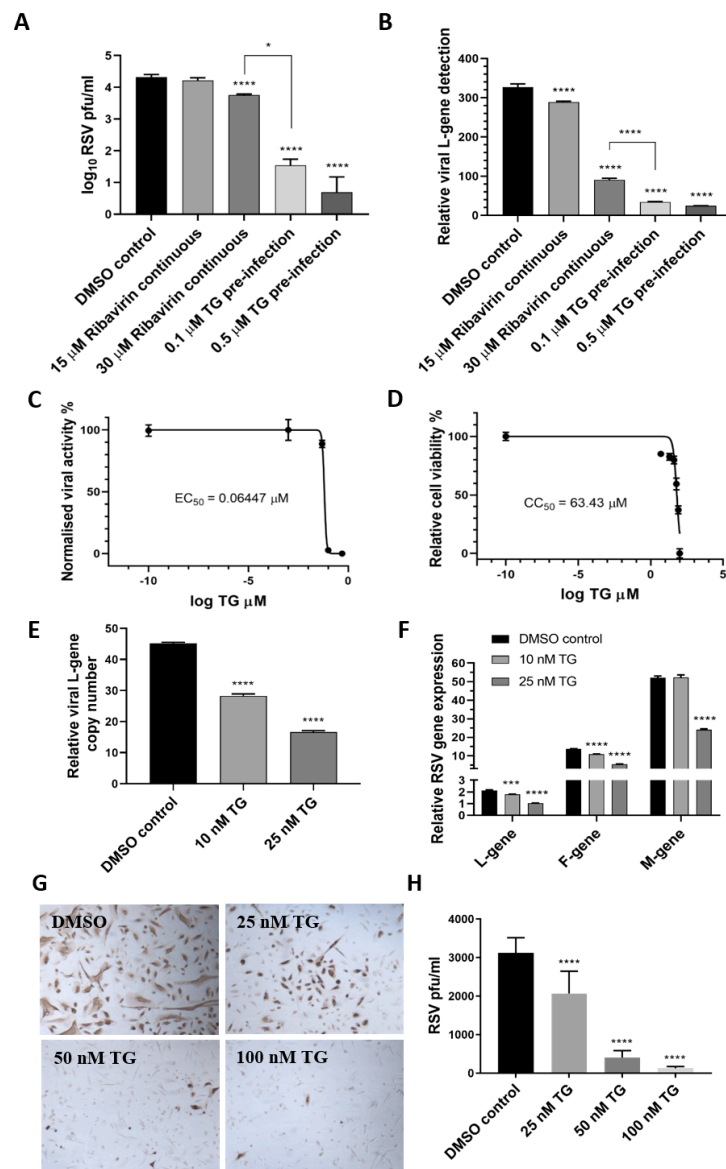 A
log10 RSV pfu/ml
5
4
3
2
1
0
*
****
****
****
DMSO control
15 μM Ribavirin continuous
30 μM Ribavirin continuous
0.1 μM TG pre-infection
0.5 μM TG pre-infection
B
Relative viral L-gene detection
400
300
200
100
0
****
****
****
****
****
DMSO control
15 μM Ribavirin continuous
30 μM Ribavirin continuous
0.1 μM TG pre-infection
0.5 μM TG pre-infection
C
Normalised viral activity %
100
50
0
EC50 = 0.06447 μM
-10
-5
0
log TG μM
D
Relative cell viability %
100
50
0
CC50 = 63.43 μM
-10
-5
0
5
log TG μM
E
Relative viral L-gene
copy number
50
40
30
20
10
0
****
****
DMSO control
10 nM TG
25 nM TG
F
DMSO control
10 nM TG
25 nM TG
Relative RSV gene expression
60
50
40
30
20
10
2
1
0
***
****
****
****
****
L-gene
F-gene
M-gene
G
DMSO
25 nM TG
50 nM TG
100 nM TG
H
RSV pfu/ml
4000
3000
2000
1000
0
****
****
****
DMSO control
25 nM TG
50 nM TG
100 nM TG